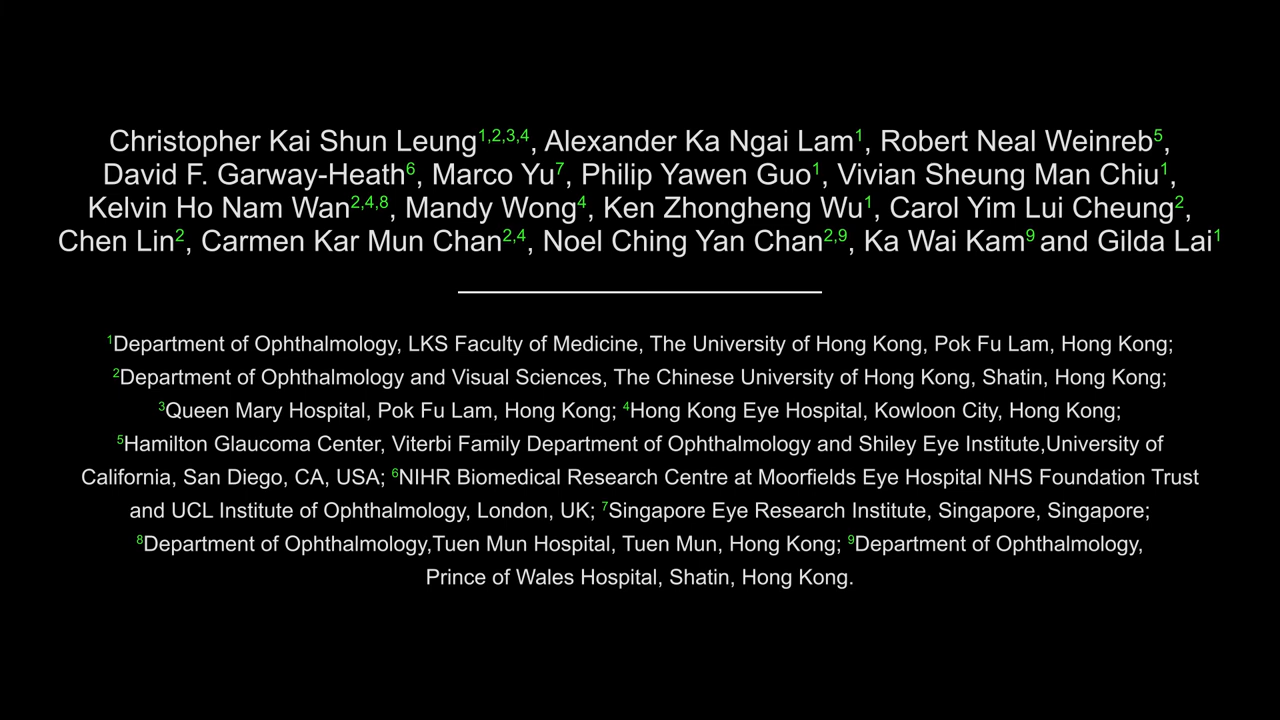 Christopher Kai Shun Leung1,2,3,4, Alexander Ka Ngai Lam1, Robert Neal Weinreb5,
David F. Garway-Heath6, Marco Yu7, Philip Yawen Guo1, Vivian Sheung Man Chiu1,
Kelvin Ho Nam Wan2,4,8, Mandy Wong4, Ken Zhongheng Wu1, Carol Yim Lui Cheung2,
Chen Lin2, Carmen Kar Mun Chan2,4, Noel Ching Yan Chan2,9, Ka Wai Kam9 and Gilda Lai1
1Department of Ophthalmology, LKS Faculty of Medicine, The University of Hong Kong, Pok Fu Lam, Hong Kong;
2Department of Ophthalmology and Visual Sciences, The Chinese University of Hong Kong, Shatin, Hong Kong;
3Queen Mary Hospital, Pok Fu Lam, Hong Kong; 4Hong Kong Eye Hospital, Kowloon City, Hong Kong;
5Hamilton Glaucoma Center, Viterbi Family Department of Ophthalmology and Shiley Eye Institute,University of
California, San Diego, CA, USA; 6NIHR Biomedical Research Centre at Moorfields Eye Hospital NHS Foundation Trust
and UCL Institute of Ophthalmology, London, UK; 7Singapore Eye Research Institute, Singapore, Singapore;
8Department of Ophthalmology,Tuen Mun Hospital, Tuen Mun, Hong Kong; 9Department of Ophthalmology,
Prince of Wales Hospital, Shatin, Hong Kong.